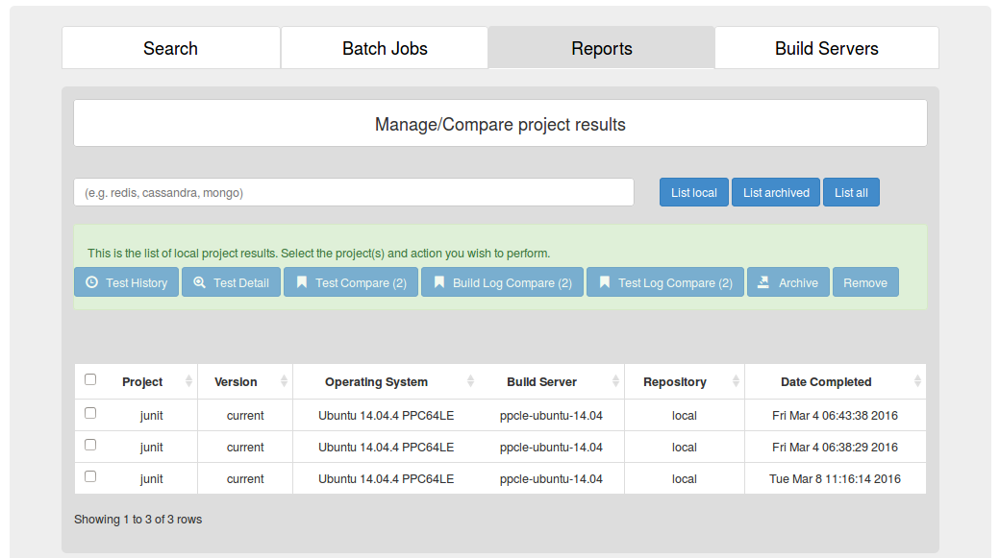 Search Batch Jobs Reports Build Servers
Manage/Compare project results
(e.g. redis, cassandra, mongo) List local List archived List all
This is the list of local project results. Select the project(s) and action you wish to perform.
Test History Test Detail Test Compare (2) Build Log Compare (2) Test Log Compare (2) Archive Remove
Project Version Operating System Build Server Repository Date Completed
junit current Ubuntu 14.04.4 PPC64LE ppcle-ubuntu-14.04 local Fri Mar 4 06:43:38 2016
junit current Ubuntu 14.04.4 PPC64LE ppcle-ubuntu-14.04 local Fri Mar 4 06:38:29 2016
junit current Ubuntu 14.04.4 PPC64LE ppcle-ubuntu-14.04 local Tue Mar 8 11:16:14 2016
Showing 1 to 3 of 3 rows